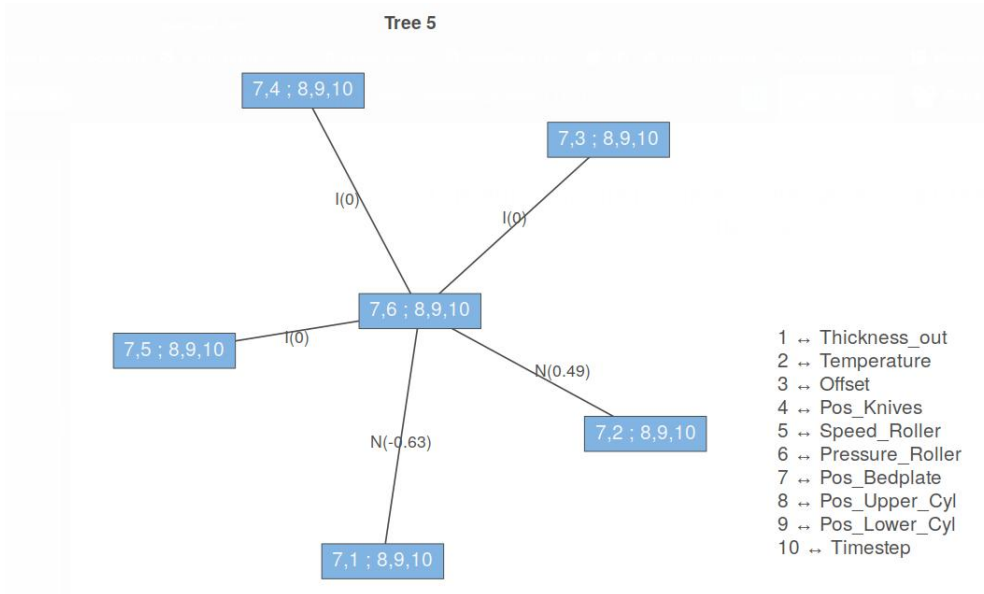 Tree 5
7,4 ; 8,9,10
7,3 ; 8,9,10
I(0)
I(0)
7,6 ; 8,9,10
7,5 ; 8,9,10
I(0)
N(0.49)
7,2 ; 8,9,10
N(-0.63)
7,1 ; 8,9,10
1 ↔ Thickness_out
2 ↔ Temperature
3 ↔ Offset
4 ↔ Pos_Knives
5 ↔ Speed_Roller
6 ↔ Pressure_Roller
7 ↔ Pos_Bedplate
8 ↔ Pos_Upper_Cyl
9 ↔ Pos_Lower_Cyl
10 ↔ Timestep